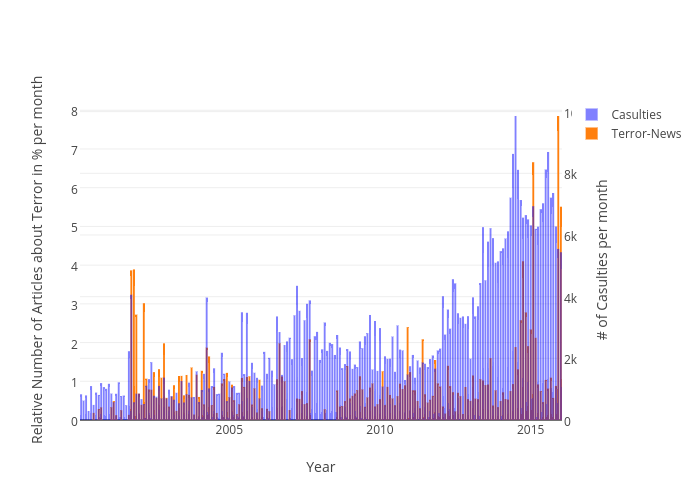 Relative Number of Articles about Terror in % per month
8
7
6
5
4
3
2
1
0
8k
6k
4k
2k
0
# of Casulties per month
2005
2010
2015
Year
Casulties
Terror-News